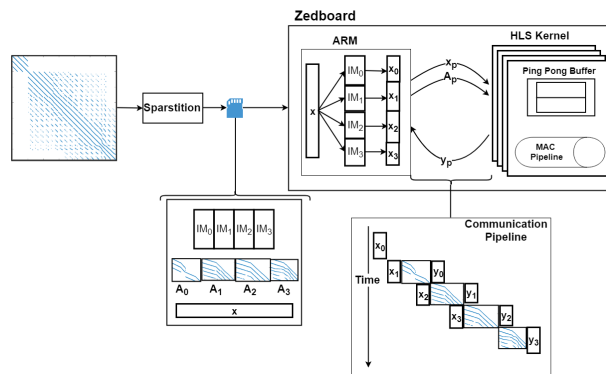 Zedboard
ARM
HLS Kernel
Sparstition
x
IM0
IM1
IM2
IM3
x0
x1
x2
x3
xp
Ap
yp
Ping Pong Buffer
MAC
Pipeline
IM0 IM1 IM2 IM3
A0 A1 A2 A3
x
Communication
Pipeline
Time
x0
x1 y0
x2 y1
x3 y2
y3